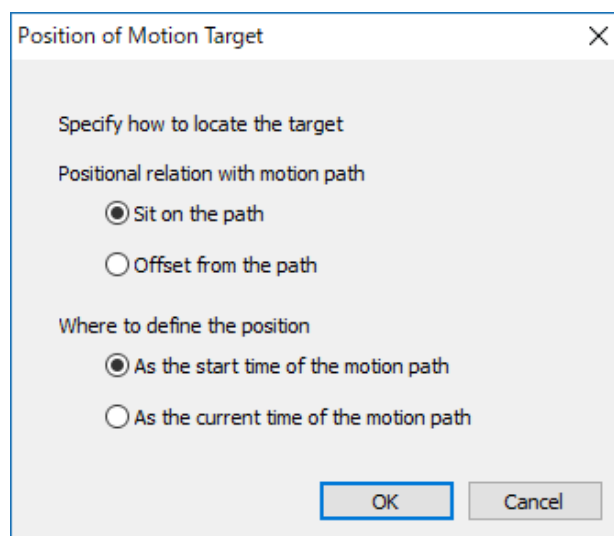 Position of Motion Target
Specify how to locate the target
Positional relation with motion path
Sit on the path
Offset from the path
Where to define the position
As the start time of the motion path
As the current time of the motion path
OK
Cancel